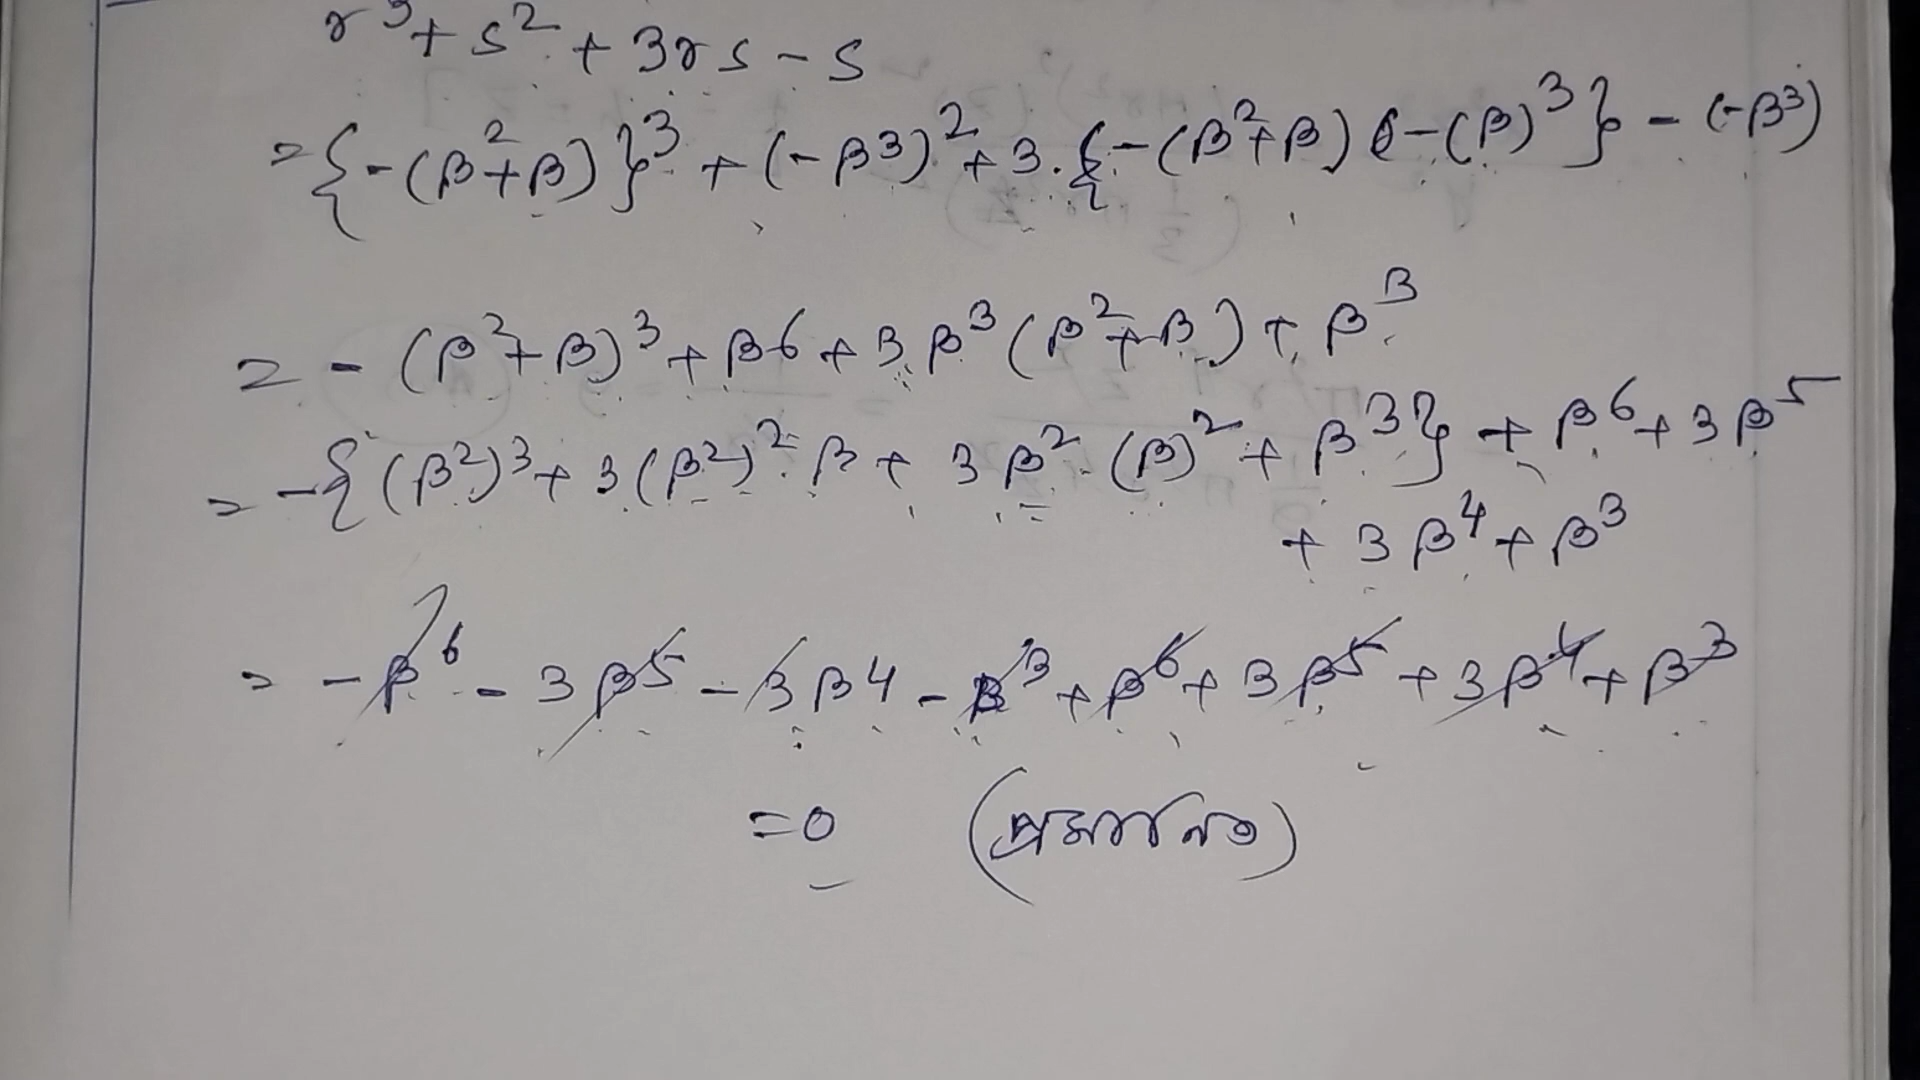 r³ + s² + 3rs - s
= {-(β²+β)}³ + (-β³)² + 3.{-(β²+β) (-(β)³} - (-β³)
= -(β²+β)³ + β⁶ + 3β³(β²+β) + β³
= -{(β²)³ + 3(β²)².β + 3β².(β)² + β³} + β⁶ + 3β⁵
+ 3β⁴ + β³
= -β⁶ - 3β⁵ - 3β⁴ - β³ + β⁶ + 3β⁵ + 3β⁴ + β³
= 0 (প্রমাণিত)